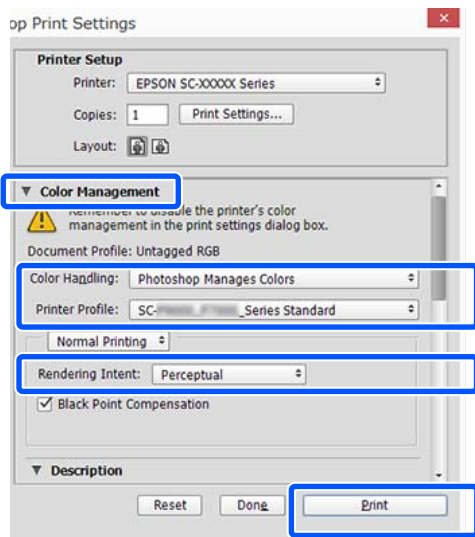 op Print Settings
Printer Setup
Printer: EPSON SC-XXXXX Series
Copies: 1 Print Settings...
Layout:
Color Management
Remember to disable the printer's color
management in the print settings dialog box.
Document Profile: Untagged RGB
Color Handling: Photoshop Manages Colors
Printer Profile: SC- _Series Standard
Normal Printing
Rendering Intent: Perceptual
Black Point Compensation
Description
Reset Done Print